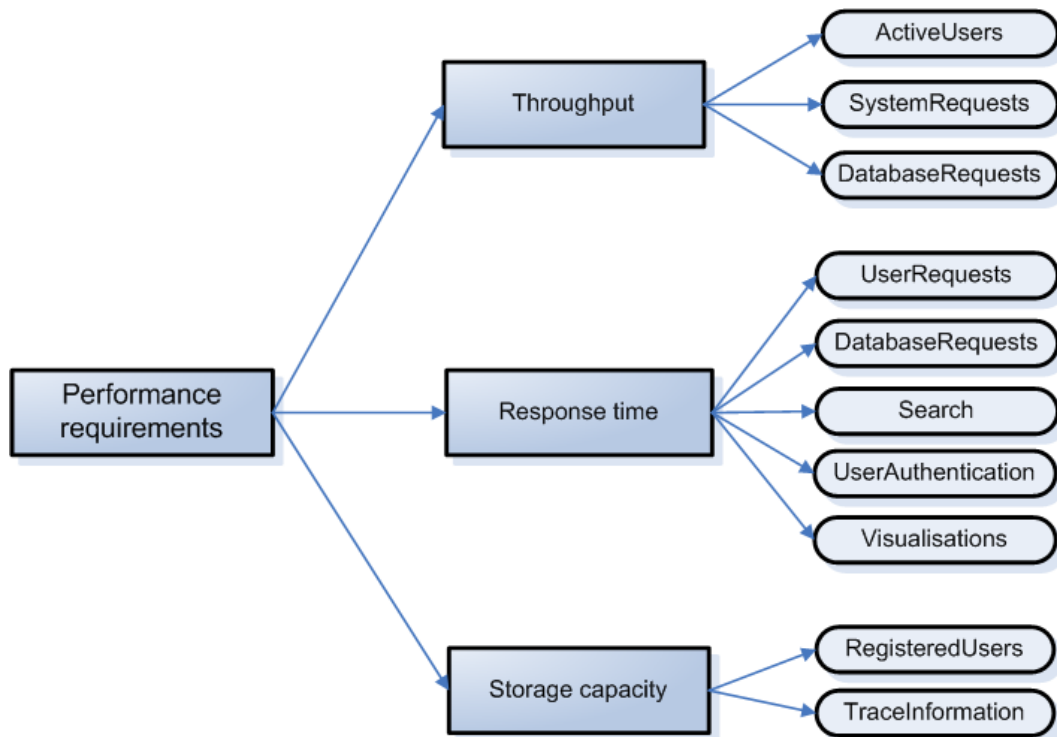 Performance
requirements
Throughput
ActiveUsers
SystemRequests
DatabaseRequests
Response time
UserRequests
DatabaseRequests
Search
UserAuthentication
Visualisations
Storage capacity
RegisteredUsers
TraceInformation